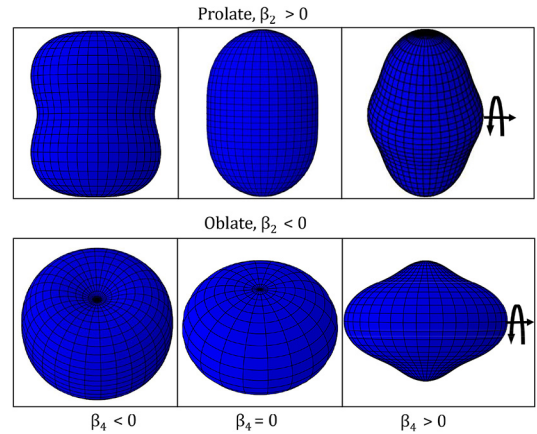 Prolate, β₂ > 0
Oblate, β₂ < 0
β₄ < 0
β₄ = 0
β₄ > 0